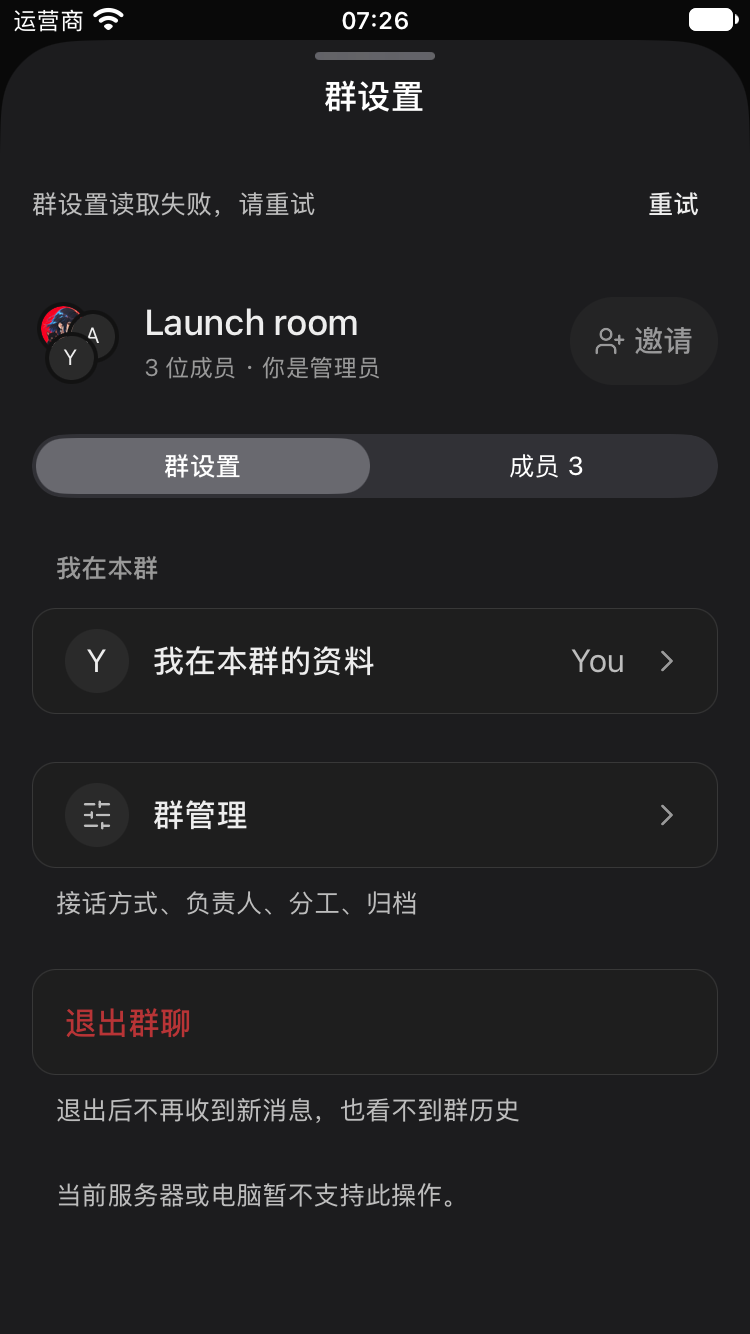 运营商
07:26
群设置
群设置读取失败，请重试
重试
A
Y
Launch room
3 位成员 · 你是管理员
邀请
群设置
成员 3
我在本群
Y
我在本群的资料
You
群管理
接话方式、负责人、分工、归档
退出群聊
退出后不再收到新消息，也看不到群历史
当前服务器或电脑暂不支持此操作。